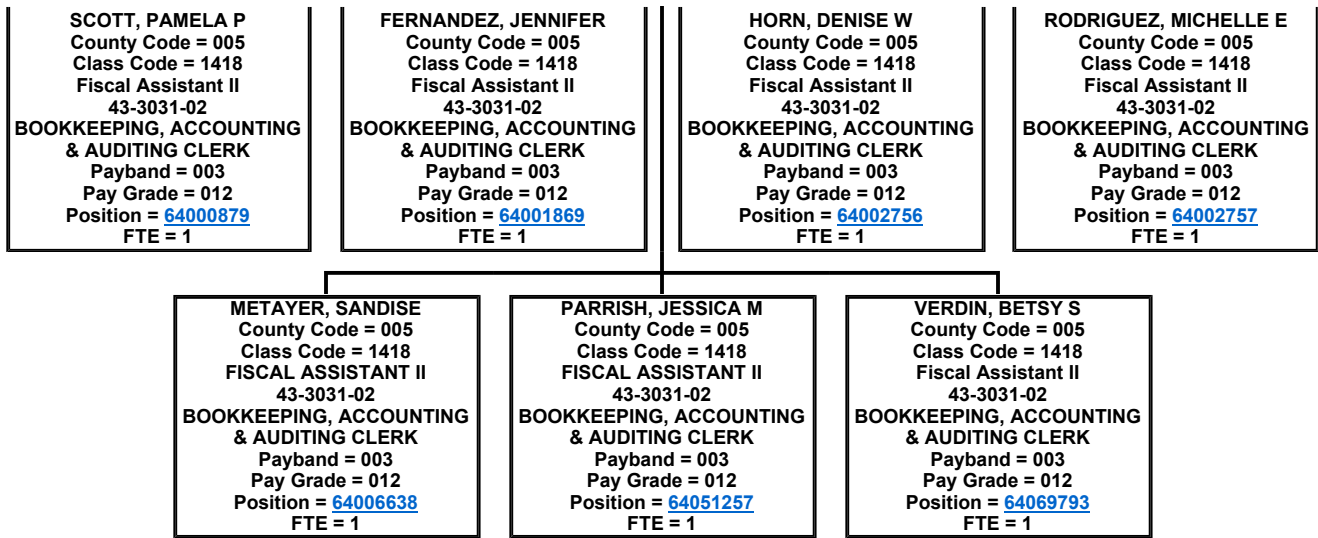 SCOTT, PAMELA P
County Code = 005
Class Code = 1418
Fiscal Assistant II
43-3031-02
BOOKKEEPING, ACCOUNTING
& AUDITING CLERK
Payband = 003
Pay Grade = 012
Position = 64000879
FTE = 1
FERNANDEZ, JENNIFER
County Code = 005
Class Code = 1418
Fiscal Assistant II
43-3031-02
BOOKKEEPING, ACCOUNTING
& AUDITING CLERK
Payband = 003
Pay Grade = 012
Position = 64001869
FTE = 1
HORN, DENISE W
County Code = 005
Class Code = 1418
Fiscal Assistant II
43-3031-02
BOOKKEEPING, ACCOUNTING
& AUDITING CLERK
Payband = 003
Pay Grade = 012
Position = 64002756
FTE = 1
RODRIGUEZ, MICHELLE E
County Code = 005
Class Code = 1418
Fiscal Assistant II
43-3031-02
BOOKKEEPING, ACCOUNTING
& AUDITING CLERK
Payband = 003
Pay Grade = 012
Position = 64002757
FTE = 1
METAYER, SANDISE
County Code = 005
Class Code = 1418
FISCAL ASSISTANT II
43-3031-02
BOOKKEEPING, ACCOUNTING
& AUDITING CLERK
Payband = 003
Pay Grade = 012
Position = 64006638
FTE = 1
PARRISH, JESSICA M
County Code = 005
Class Code = 1418
FISCAL ASSISTANT II
43-3031-02
BOOKKEEPING, ACCOUNTING
& AUDITING CLERK
Payband = 003
Pay Grade = 012
Position = 64051257
FTE = 1
VERDIN, BETSY S
County Code = 005
Class Code = 1418
Fiscal Assistant II
43-3031-02
BOOKKEEPING, ACCOUNTING
& AUDITING CLERK
Payband = 003
Pay Grade = 012
Position = 64069793
FTE = 1